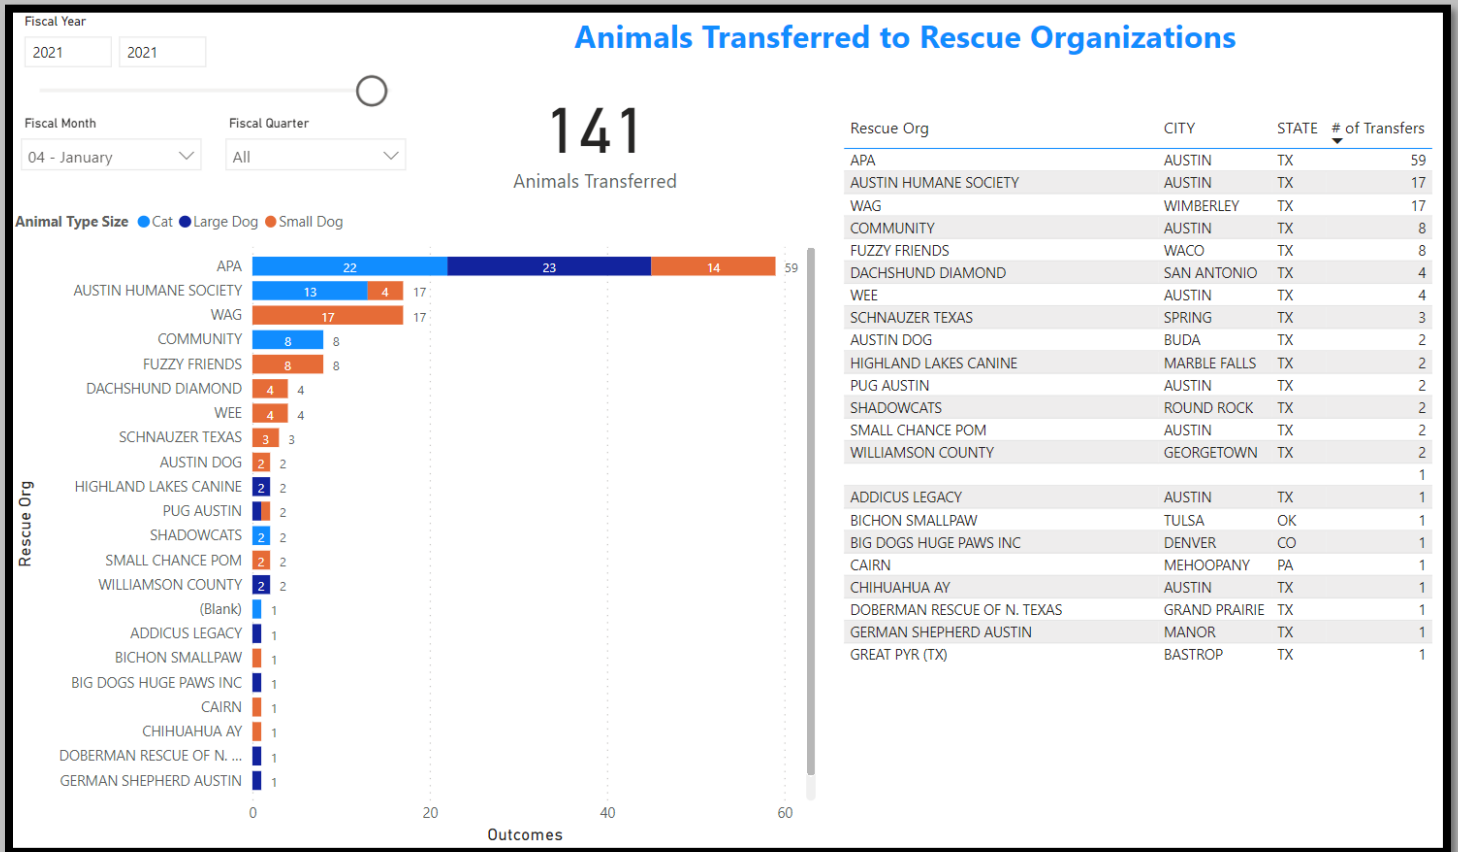 Fiscal Year
2021 2021
Animals Transferred to Rescue Organizations
Fiscal Month Fiscal Quarter
04 - January All
141
Animals Transferred
Animal Type Size Cat Large Dog Small Dog
APA 22 23 14 59
AUSTIN HUMANE SOCIETY 13 4 17
WAG 17 17
COMMUNITY 8 8
FUZZY FRIENDS 8 8
DACHSHUND DIAMOND 4 4
WEE 4 4
SCHNAUZER TEXAS 3 3
AUSTIN DOG 2 2
HIGHLAND LAKES CANINE 2 2
PUG AUSTIN 2
SHADOWCATS 2 2
SMALL CHANCE POM 2 2
WILLIAMSON COUNTY 2 2
(Blank) 1
ADDICUS LEGACY 1
BICHON SMALLPAW 1
BIG DOGS HUGE PAWS INC 1
CAIRN 1
CHIHUAHUA AY 1
DOBERMAN RESCUE OF N. ... 1
GERMAN SHEPHERD AUSTIN 1
Rescue Org
0 20 40 60
Outcomes
Rescue Org CITY STATE # of Transfers
APA AUSTIN TX 59
AUSTIN HUMANE SOCIETY AUSTIN TX 17
WAG WIMBERLEY TX 17
COMMUNITY AUSTIN TX 8
FUZZY FRIENDS WACO TX 8
DACHSHUND DIAMOND SAN ANTONIO TX 4
WEE AUSTIN TX 4
SCHNAUZER TEXAS SPRING TX 3
AUSTIN DOG BUDA TX 2
HIGHLAND LAKES CANINE MARBLE FALLS TX 2
PUG AUSTIN AUSTIN TX 2
SHADOWCATS ROUND ROCK TX 2
SMALL CHANCE POM AUSTIN TX 2
WILLIAMSON COUNTY GEORGETOWN TX 2
1
ADDICUS LEGACY AUSTIN TX 1
BICHON SMALLPAW TULSA OK 1
BIG DOGS HUGE PAWS INC DENVER CO 1
CAIRN MEHOOPANY PA 1
CHIHUAHUA AY AUSTIN TX 1
DOBERMAN RESCUE OF N. TEXAS GRAND PRAIRIE TX 1
GERMAN SHEPHERD AUSTIN MANOR TX 1
GREAT PYR (TX) BASTROP TX 1